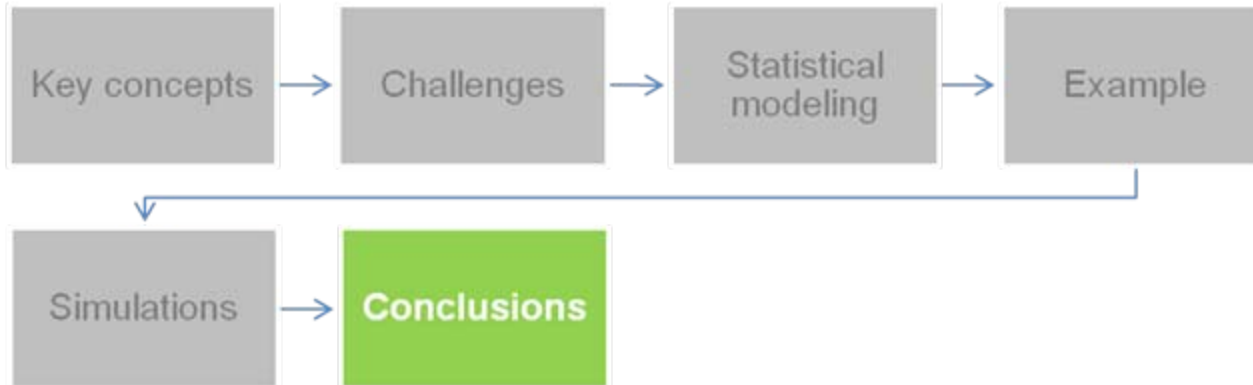 Key concepts
Challenges
Statistical
modeling
Example
Simulations
Conclusions